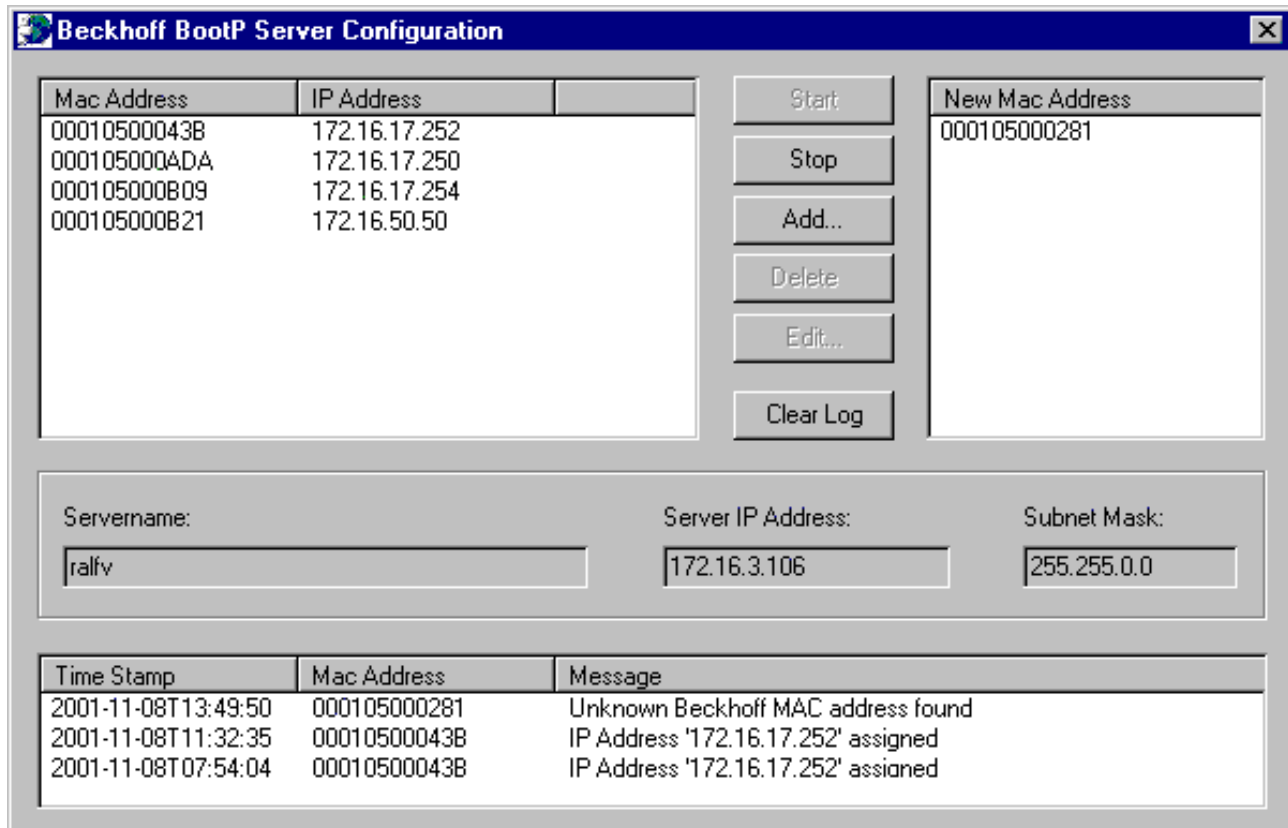 Beckhoff BootP Server Configuration
Mac Address IP Address
00010500043B 172.16.17.252
000105000ADA 172.16.17.250
000105000B09 172.16.17.254
000105000B21 172.16.50.50
Start
Stop
Add...
Delete
Edit...
Clear Log
New Mac Address
000105000281
Servername: Server IP Address: Subnet Mask:
ralfv 172.16.3.106 255.255.0.0
Time Stamp Mac Address Message
2001-11-08T13:49:50 000105000281 Unknown Beckhoff MAC address found
2001-11-08T11:32:35 00010500043B IP Address '172.16.17.252' assigned
2001-11-08T07:54:04 00010500043B IP Address '172.16.17.252' assigned